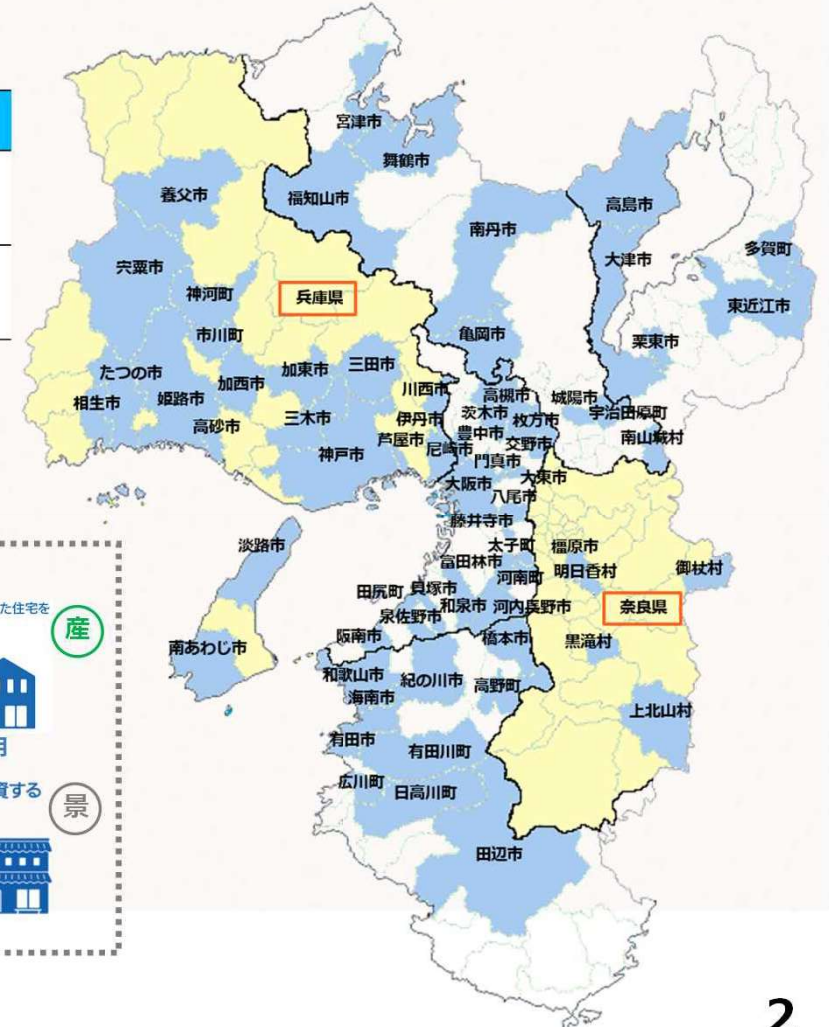 宮津市
舞鶴市
養父市
福知山市
高島市
南丹市
多賀町
大津市
宍粟市
神河町
兵庫県
東近江市
市川町
亀岡市
栗東市
たつの市
加東市
三田市
加西市
川西市
高槻市
城陽市
相生市
姫路市
茨木市
宇治田原町
高砂市
三木市
伊丹市
枚方市
豊中市
南山城村
芦屋市
交野市
神戸市
尼崎市
門真市
大東市
大阪市
八尾市
藤井寺市
淡路市
太子町
橿原市
富田林市
明日香村
御杖村
河南町
田尻町
貝塚市
和泉市
河内長野市
奈良県
泉佐野市
阪南市
橋本市
黒滝村
南あわじ市
和歌山市
紀の川市
高野町
海南市
上北山村
有田市
有田川町
広川町
日高川町
田辺市
た住宅を
産
用
資する
景
2